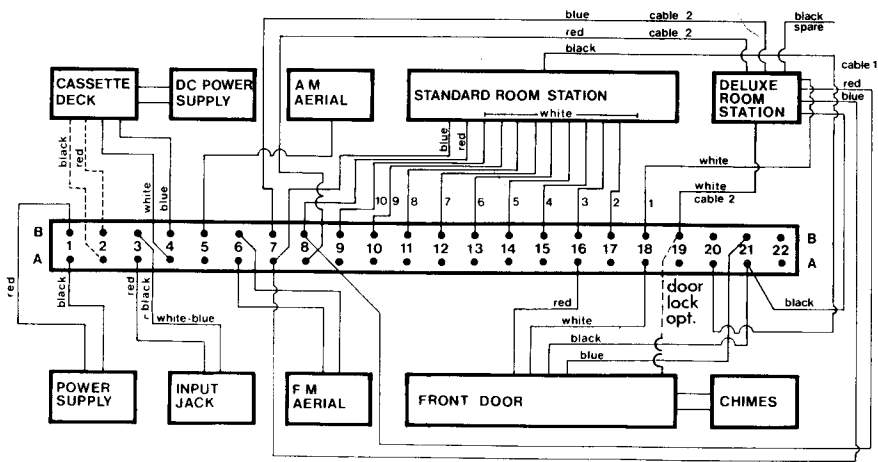 blue cable 2 black
spare
red cable 2
black
cable 1
CASSETTE
DECK
DC POWER
SUPPLY
AM
AERIAL
STANDARD ROOM STATION
DELUXE
ROOM
STATION
red
blue
white
black
red
blue
red
white
white
blue
10 9 8 7 6 5 4 3 2 1
white
cable 2
B 1 2 3 4 5 6 7 8 9 10 11 12 13 14 15 16 17 18 19 20 21 22 B
A A
red
black
red
r black
white-blue
red
white
black
blue
door
lock
opt.
black
POWER
SUPPLY
INPUT
JACK
FM
AERIAL
FRONT DOOR
CHIMES